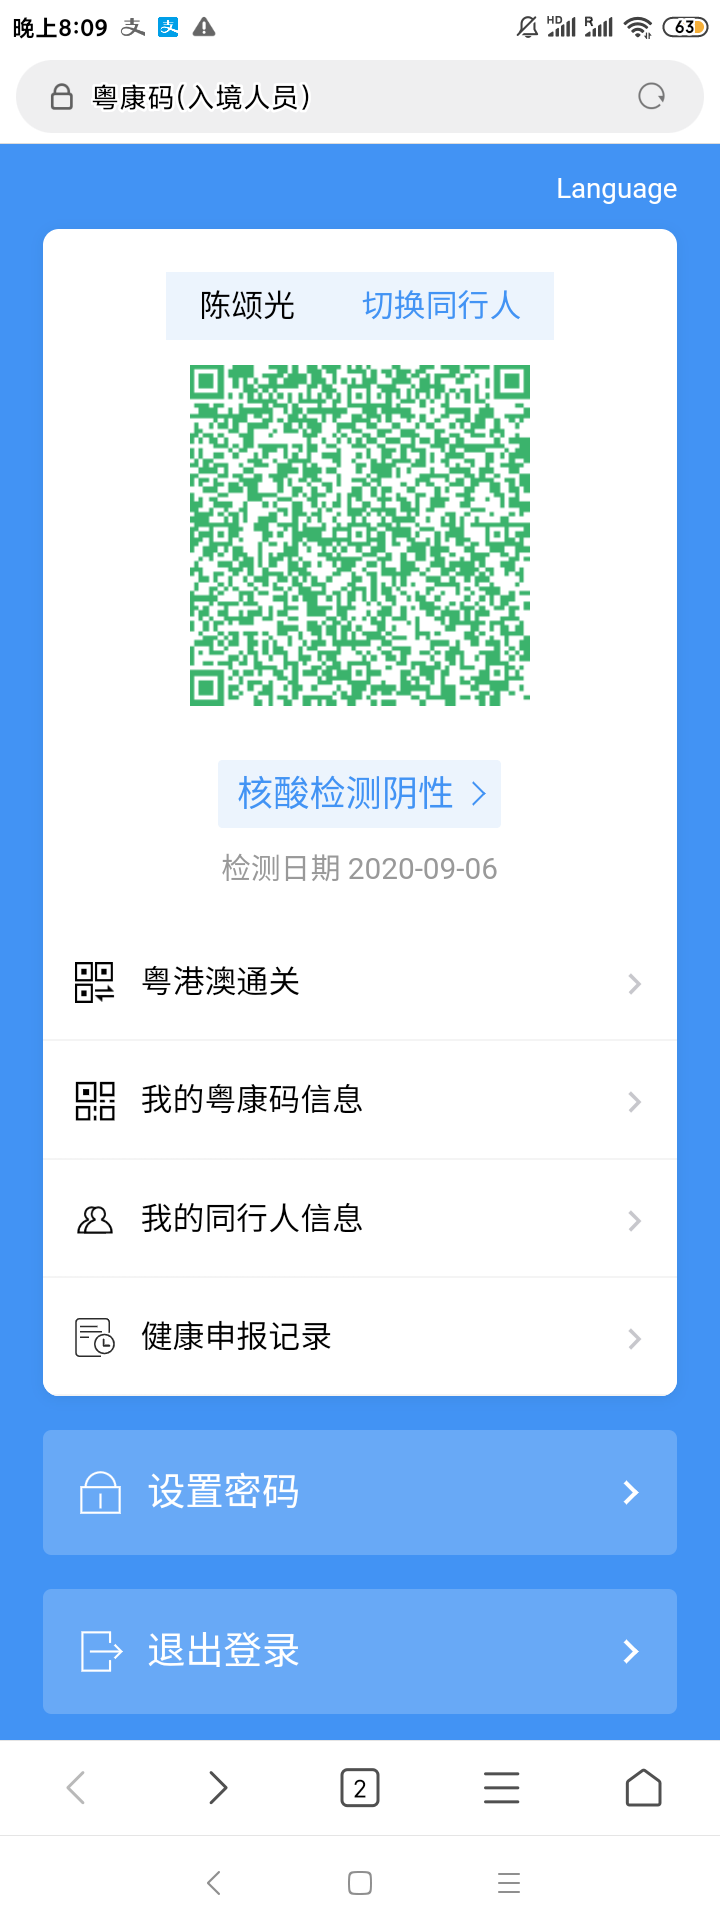 晚上8:09 支 支 HD R 63
粤康码(入境人员)
Language
陈颂光 切换同行人
核酸检测阴性
检测日期 2020-09-06
粤港澳通关
我的粤康码信息
我的同行人信息
健康申报记录
设置密码
退出登录
2